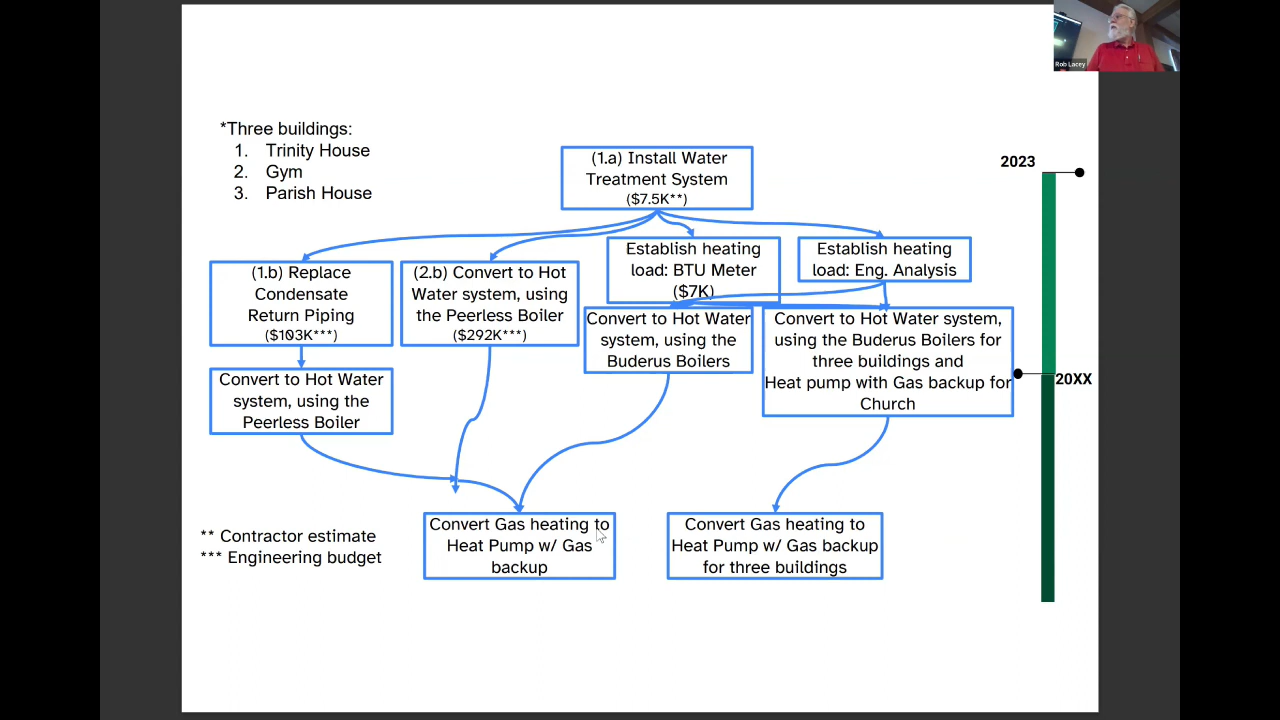 Rob Lacey
*Three buildings:
1. Trinity House
2. Gym
3. Parish House
(1.a) Install Water
Treatment System
($7.5K**)
2023
(1.b) Replace
Condensate
Return Piping
($103K***)
(2.b) Convert to Hot
Water system, using
the Peerless Boiler
($292K***)
Establish heating
load: BTU Meter
($7K)
Establish heating
load: Eng. Analysis
Convert to Hot Water
system, using the
Peerless Boiler
Convert to Hot Water
system, using the
Buderus Boilers
Convert to Hot Water system,
using the Buderus Boilers for
three buildings and
Heat pump with Gas backup for
Church
20XX
Convert Gas heating to
Heat Pump w/ Gas
backup
Convert Gas heating to
Heat Pump w/ Gas backup
for three buildings
** Contractor estimate
*** Engineering budget